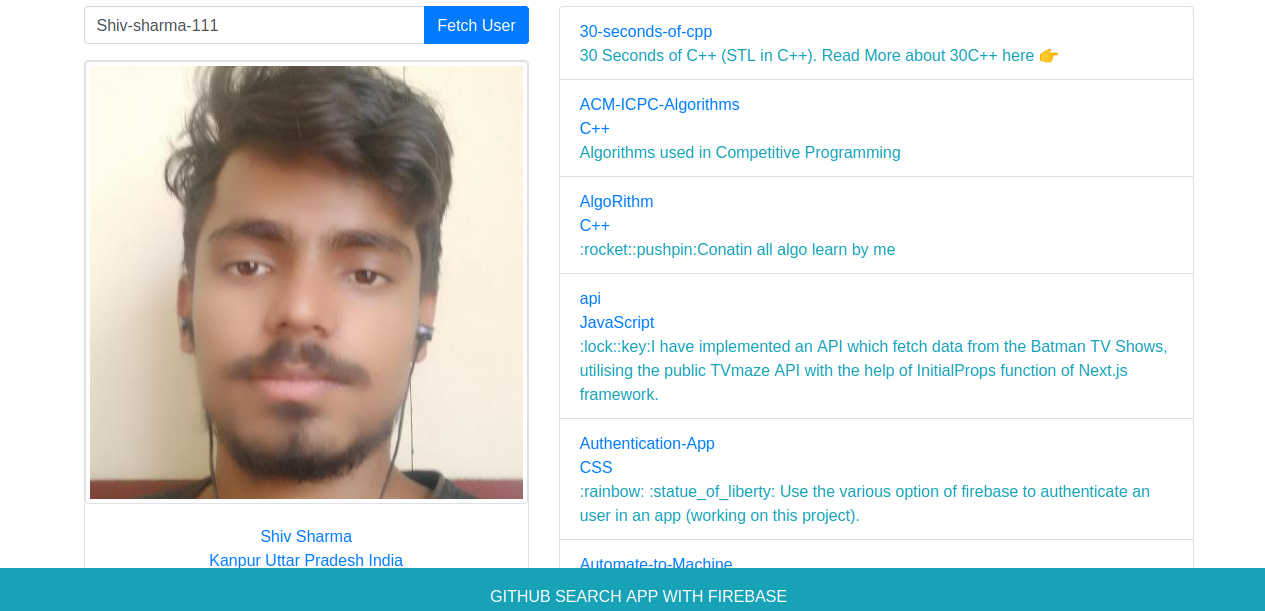 Shiv-sharma-111
Fetch User
Shiv Sharma
Kanpur Uttar Pradesh India
30-seconds-of-cpp
30 Seconds of C++ (STL in C++). Read More about 30C++ here 👉
ACM-ICPC-Algorithms
C++
Algorithms used in Competitive Programming
AlgoRithm
C++
:rocket::pushpin:Conatin all algo learn by me
api
JavaScript
:lock::key:I have implemented an API which fetch data from the Batman TV Shows,
utilising the public TVmaze API with the help of InitialProps function of Next.js
framework.
Authentication-App
CSS
:rainbow: :statue_of_liberty: Use the various option of firebase to authenticate an
user in an app (working on this project).
Automate-to-Machine
GITHUB SEARCH APP WITH FIREBASE